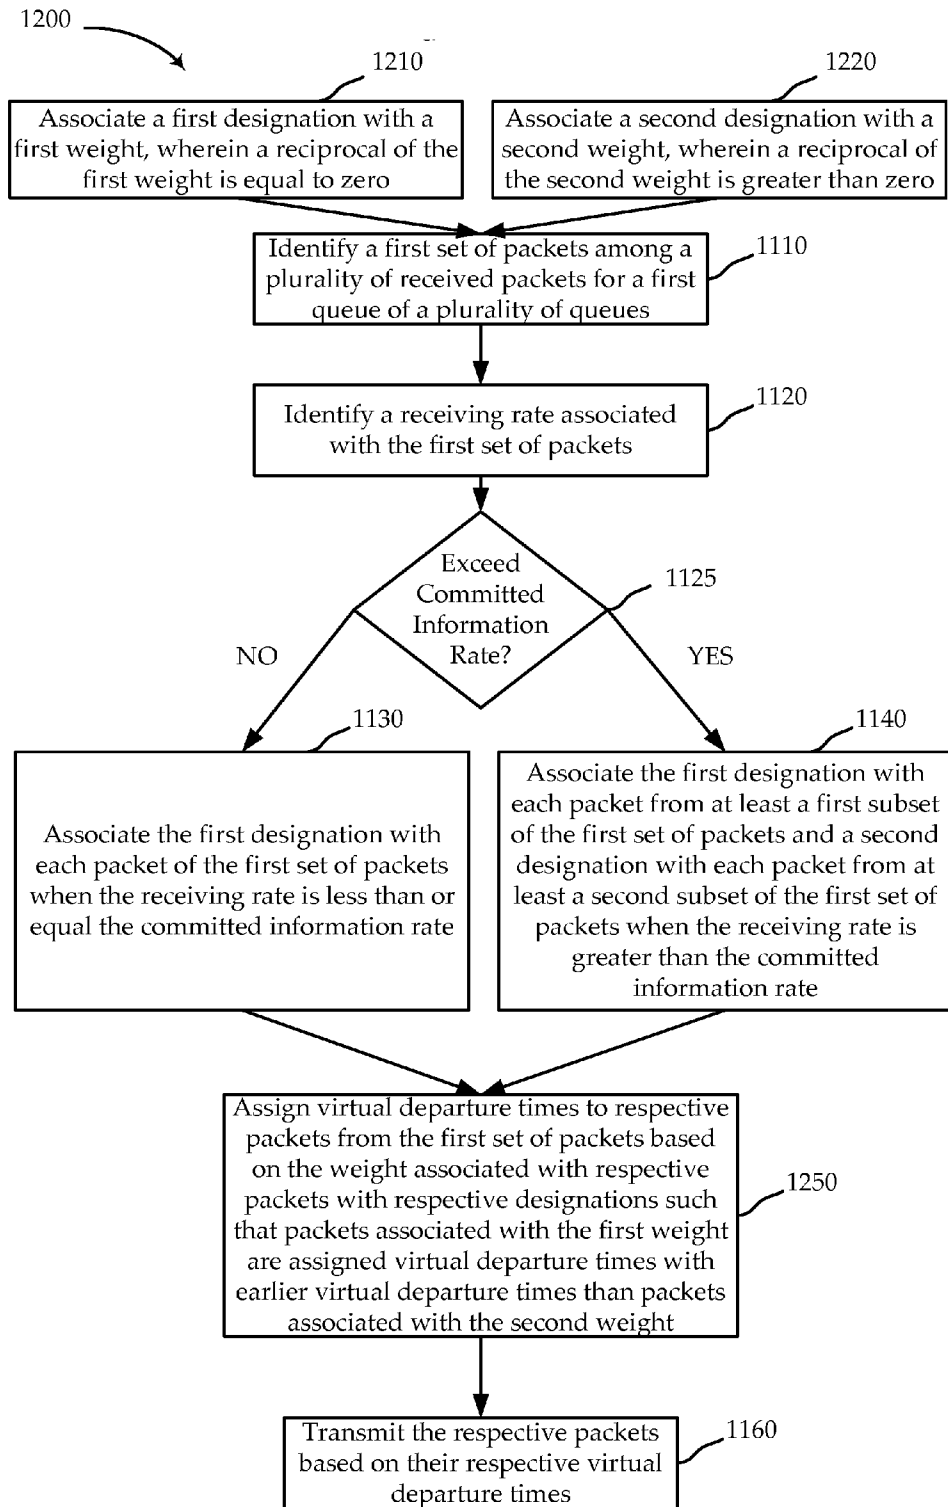 1200
1210
1220
Associate a first designation with a
first weight, wherein a reciprocal of the
first weight is equal to zero
Associate a second designation with a
second weight, wherein a reciprocal of
the second weight is greater than zero
Identify a first set of packets among a
plurality of received packets for a first
queue of a plurality of queues
1110
Identify a receiving rate associated
with the first set of packets
1120
Exceed
Committed
Information
Rate?
1125
NO
YES
1130
1140
Associate the first designation with
each packet of the first set of packets
when the receiving rate is less than or
equal the committed information rate
Associate the first designation with
each packet from at least a first subset
of the first set of packets and a second
designation with each packet from at
least a second subset of the first set of
packets when the receiving rate is
greater than the committed
information rate
Assign virtual departure times to respective
packets from the first set of packets based
on the weight associated with respective
packets with respective designations such
that packets associated with the first weight
are assigned virtual departure times with
earlier virtual departure times than packets
associated with the second weight
1250
Transmit the respective packets
based on their respective virtual
departure times
1160